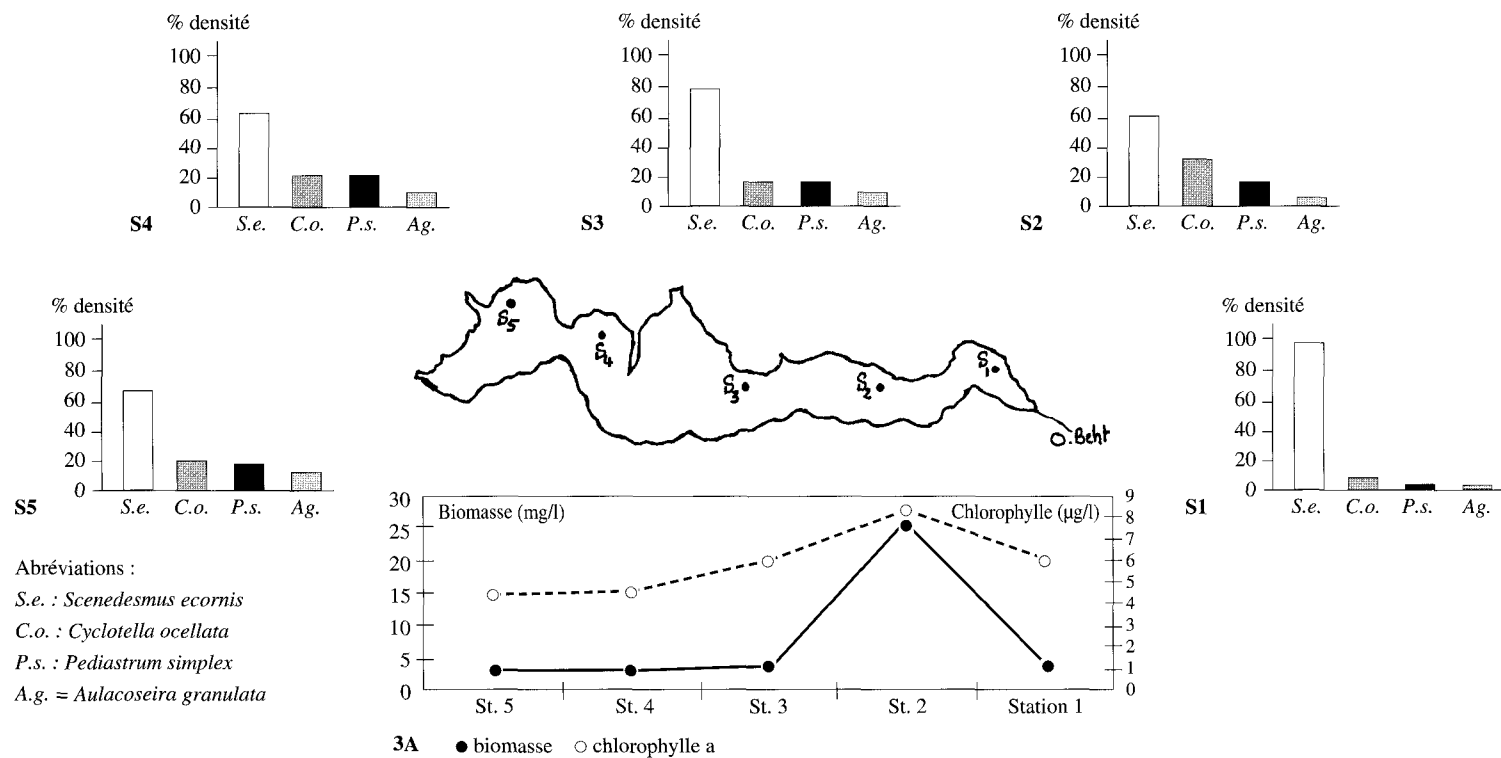 % densité
100
80
60
40
20
0
S4
S.e. C.o. P.s. Ag.
% densité
100
80
60
40
20
0
S3
S.e. C.o. P.s. Ag.
% densité
100
80
60
40
20
0
S2
S.e. C.o. P.s. Ag.
% densité
100
80
60
40
20
0
S5
S.e. C.o. P.s. Ag.
S5
S4
S3
S2
S1
O. Beht
% densité
100
80
60
40
20
0
S1
S.e. C.o. P.s. Ag.
Abréviations :
S.e. : Scenedesmus ecornis
C.o. : Cyclotella ocellata
P.s. : Pediastrum simplex
A.g. = Aulacoseira granulata
Biomasse (mg/l)
Chlorophylle (µg/l)
30
25
20
15
10
5
0
9
8
7
6
5
4
3
2
1
0
St. 5 St. 4 St. 3 St. 2 Station 1
3A biomasse chlorophylle a